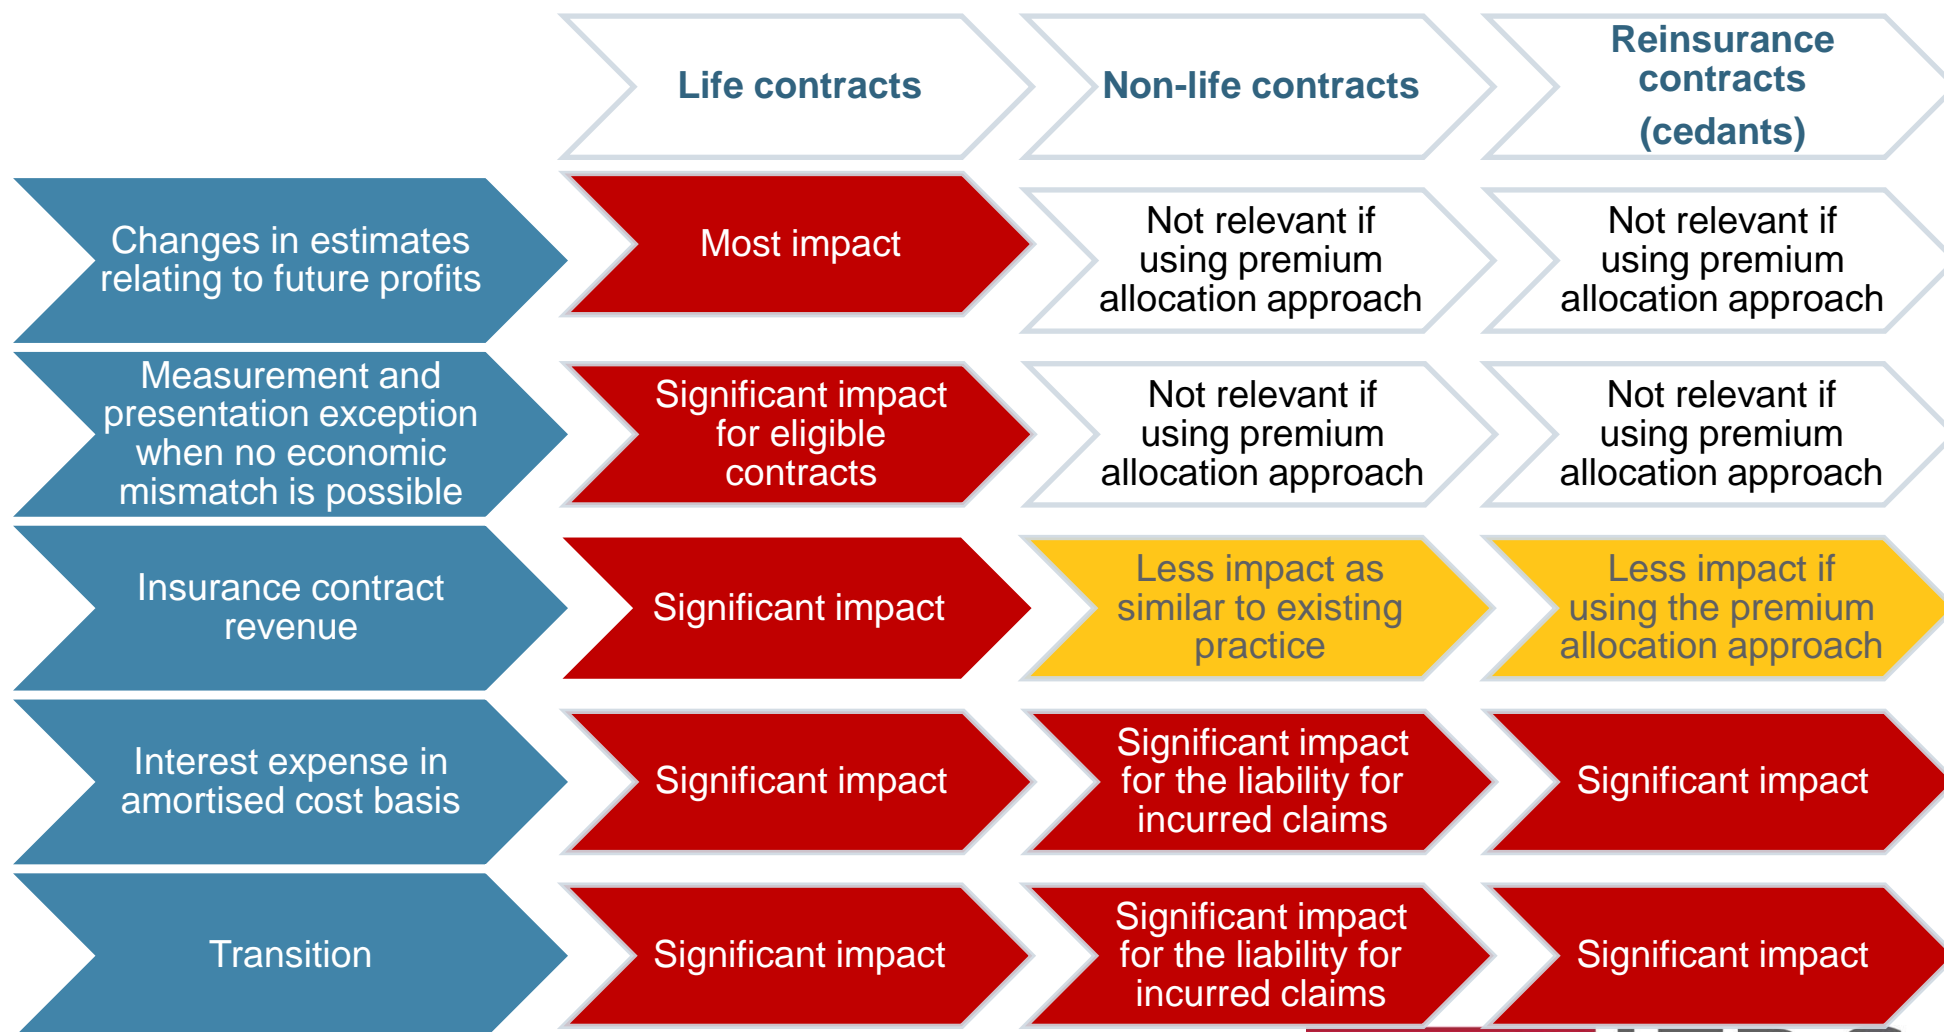 Life contracts
Non-life contracts
Reinsurance
contracts
(cedants)
Changes in estimates
relating to future profits
Most impact
Not relevant if
using premium
allocation approach
Not relevant if
using premium
allocation approach
Measurement and
presentation exception
when no economic
mismatch is possible
Significant impact
for eligible
contracts
Not relevant if
using premium
allocation approach
Not relevant if
using premium
allocation approach
Insurance contract
revenue
Significant impact
Less impact as
similar to existing
practice
Less impact if
using the premium
allocation approach
Interest expense in
amortised cost basis
Significant impact
Significant impact
for the liability for
incurred claims
Significant impact
Transition
Significant impact
Significant impact
for the liability for
incurred claims
Significant impact